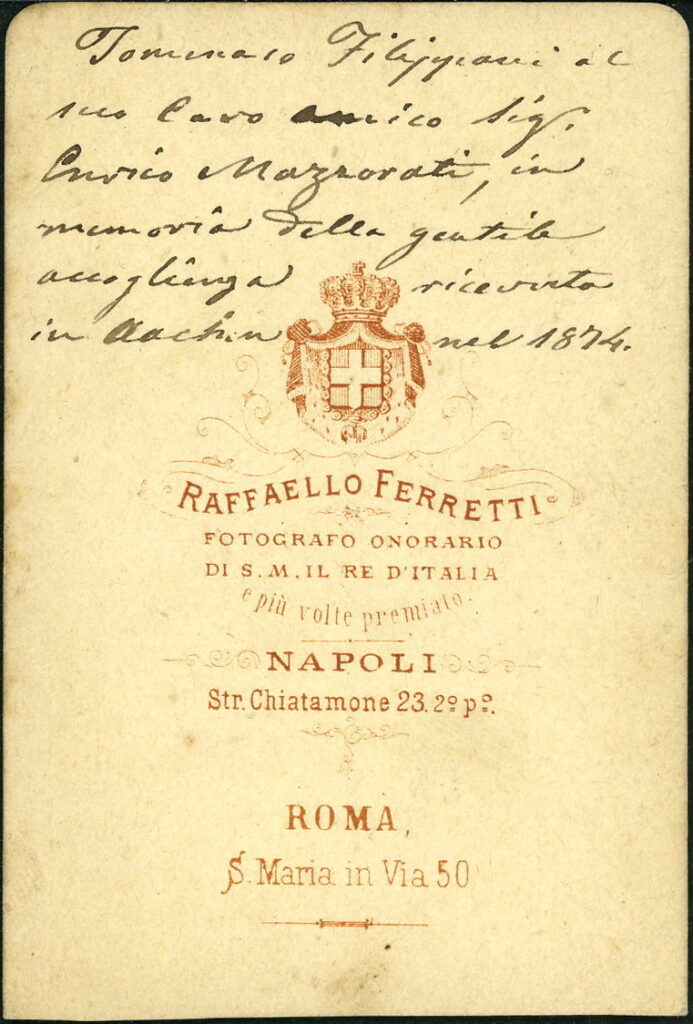 Tommaso Filippani al
suo Caro amico Sig.
Enrico Mazzorati, in
memoria della gentile
accoglienza ricevuta
in Aachen nel 1874.
RAFFAELLO FERRETTI
FOTOGRAFO ONORARIO
DI S. M. IL RE D'ITALIA
e più volte premiato.
NAPOLI
Str. Chiatamone 23. 2º pº.
ROMA,
S. Maria in Via 50